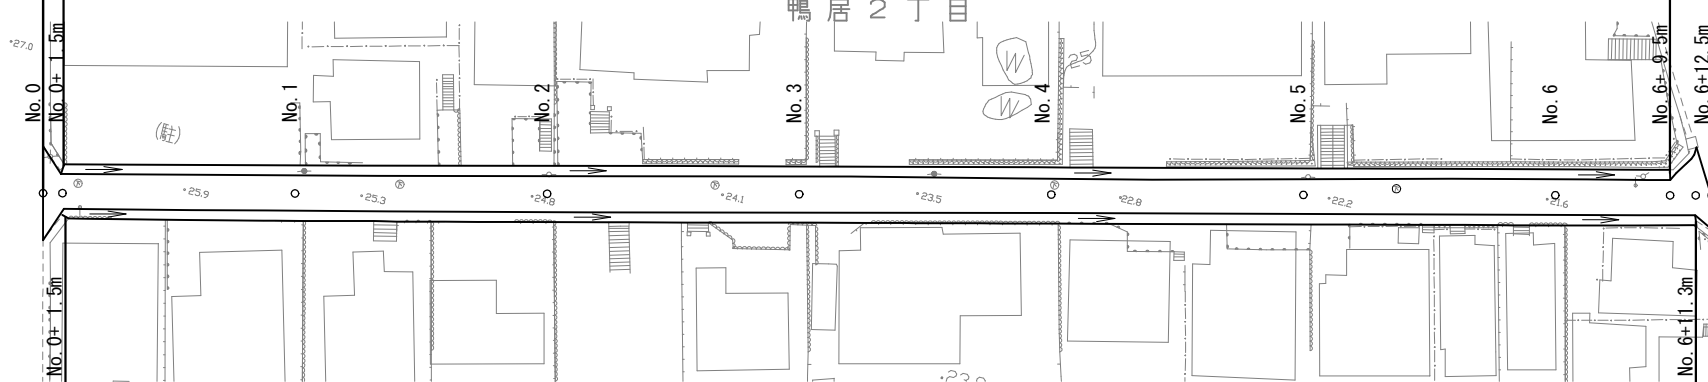 鴨居２丁目
27.0
No. 0
No. 0+ 1.5m
No. 1
No. 2
No. 3
No. 4
No. 5
No. 6
No. 6+ 9.5m
No. 6+12.5m
25
W
W
(駐)
25.9
25.3
24.8
24.1
23.5
22.8
22.2
21.6
No. 0+ 1.5m
No. 6+11.3m